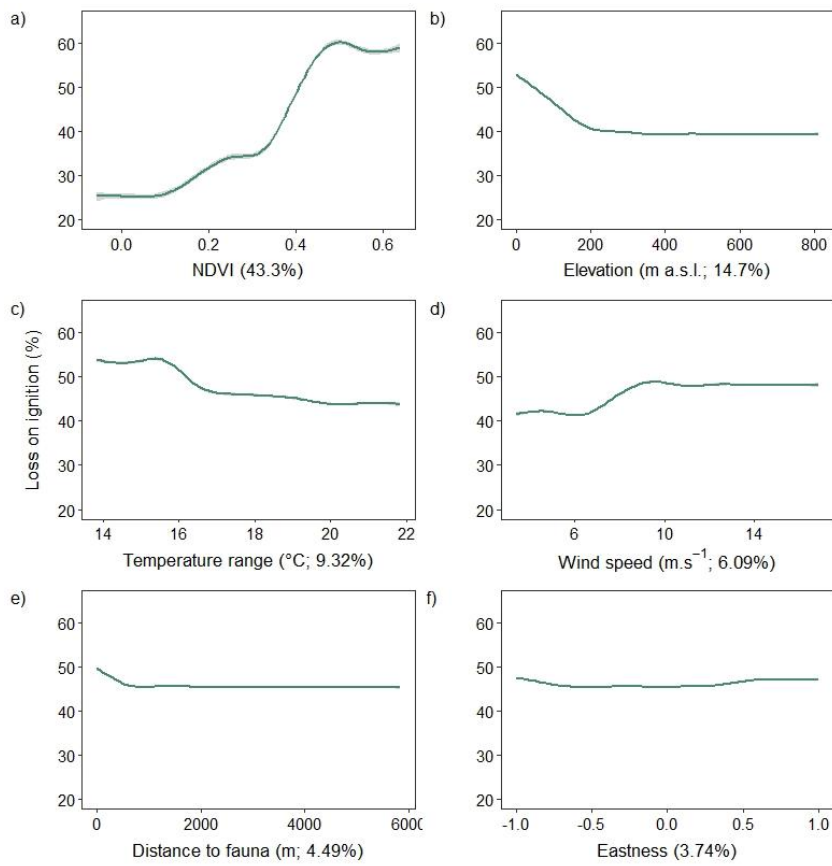 a)
60
50
40
30
20
0.0 0.2 0.4 0.6
NDVI (43.3%)
b)
60
50
40
30
20
0 200 400 600 800
Elevation (m a.s.l.; 14.7%)
Loss on ignition (%)
c)
60
50
40
30
20
14 16 18 20 22
Temperature range (°C; 9.32%)
d)
60
50
40
30
20
6 10 14
Wind speed (m.s⁻¹; 6.09%)
e)
60
50
40
30
20
0 2000 4000 6000
Distance to fauna (m; 4.49%)
f)
60
50
40
30
20
-1.0 -0.5 0.0 0.5 1.0
Eastness (3.74%)